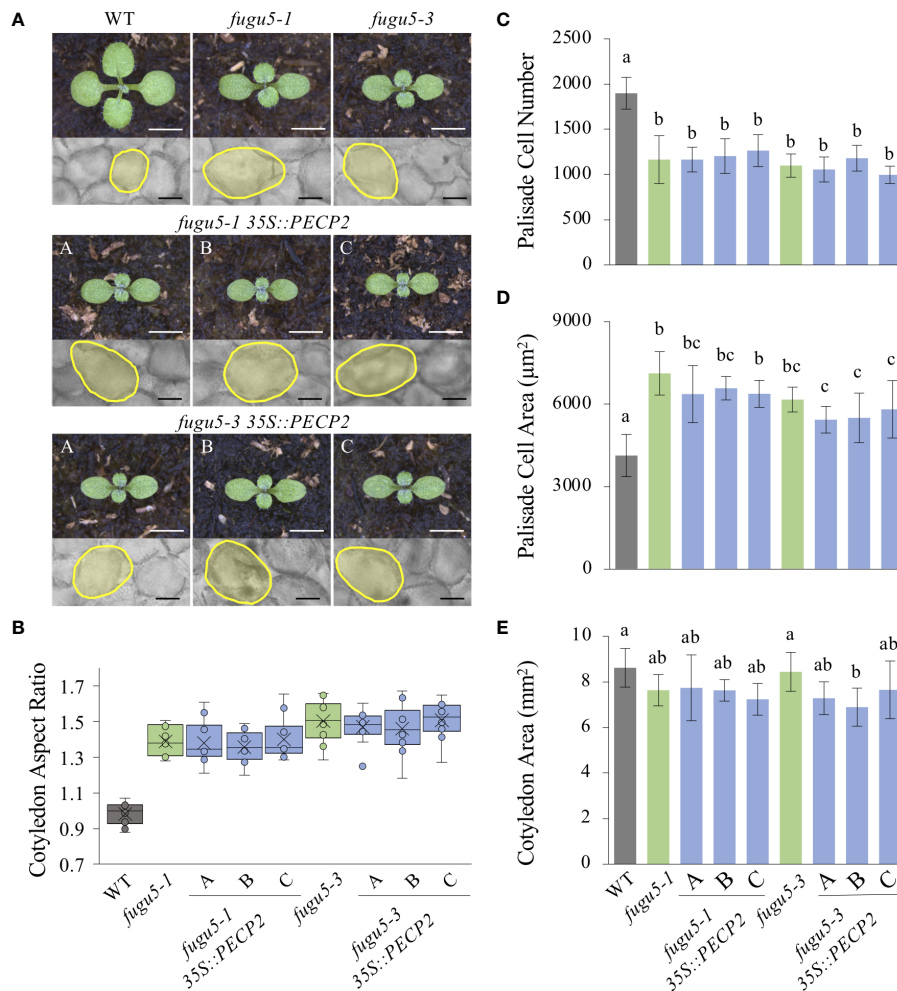 A
WT
fugu5-1
fugu5-3
fugu5-1 35S::PECP2
A
B
C
fugu5-3 35S::PECP2
A
B
C
B
Cotyledon Aspect Ratio
1.7
1.5
1.3
1.1
0.9
0.7
WT
fugu5-1
A
B
C
fugu5-1
35S::PECP2
fugu5-3
A
B
C
fugu5-3
35S::PECP2
C
Palisade Cell Number
2500
2000
1500
1000
500
0
a
b
b
b
b
b
b
b
b
D
Palisade Cell Area (µm²)
9000
6000
3000
0
a
b
bc
bc
b
bc
c
c
c
E
Cotyledon Area (mm²)
10
8
6
4
2
0
a
ab
ab
ab
ab
a
ab
b
ab
WT
fugu5-1
A
B
C
fugu5-1
35S::PECP2
fugu5-3
A
B
C
fugu5-3
35S::PECP2